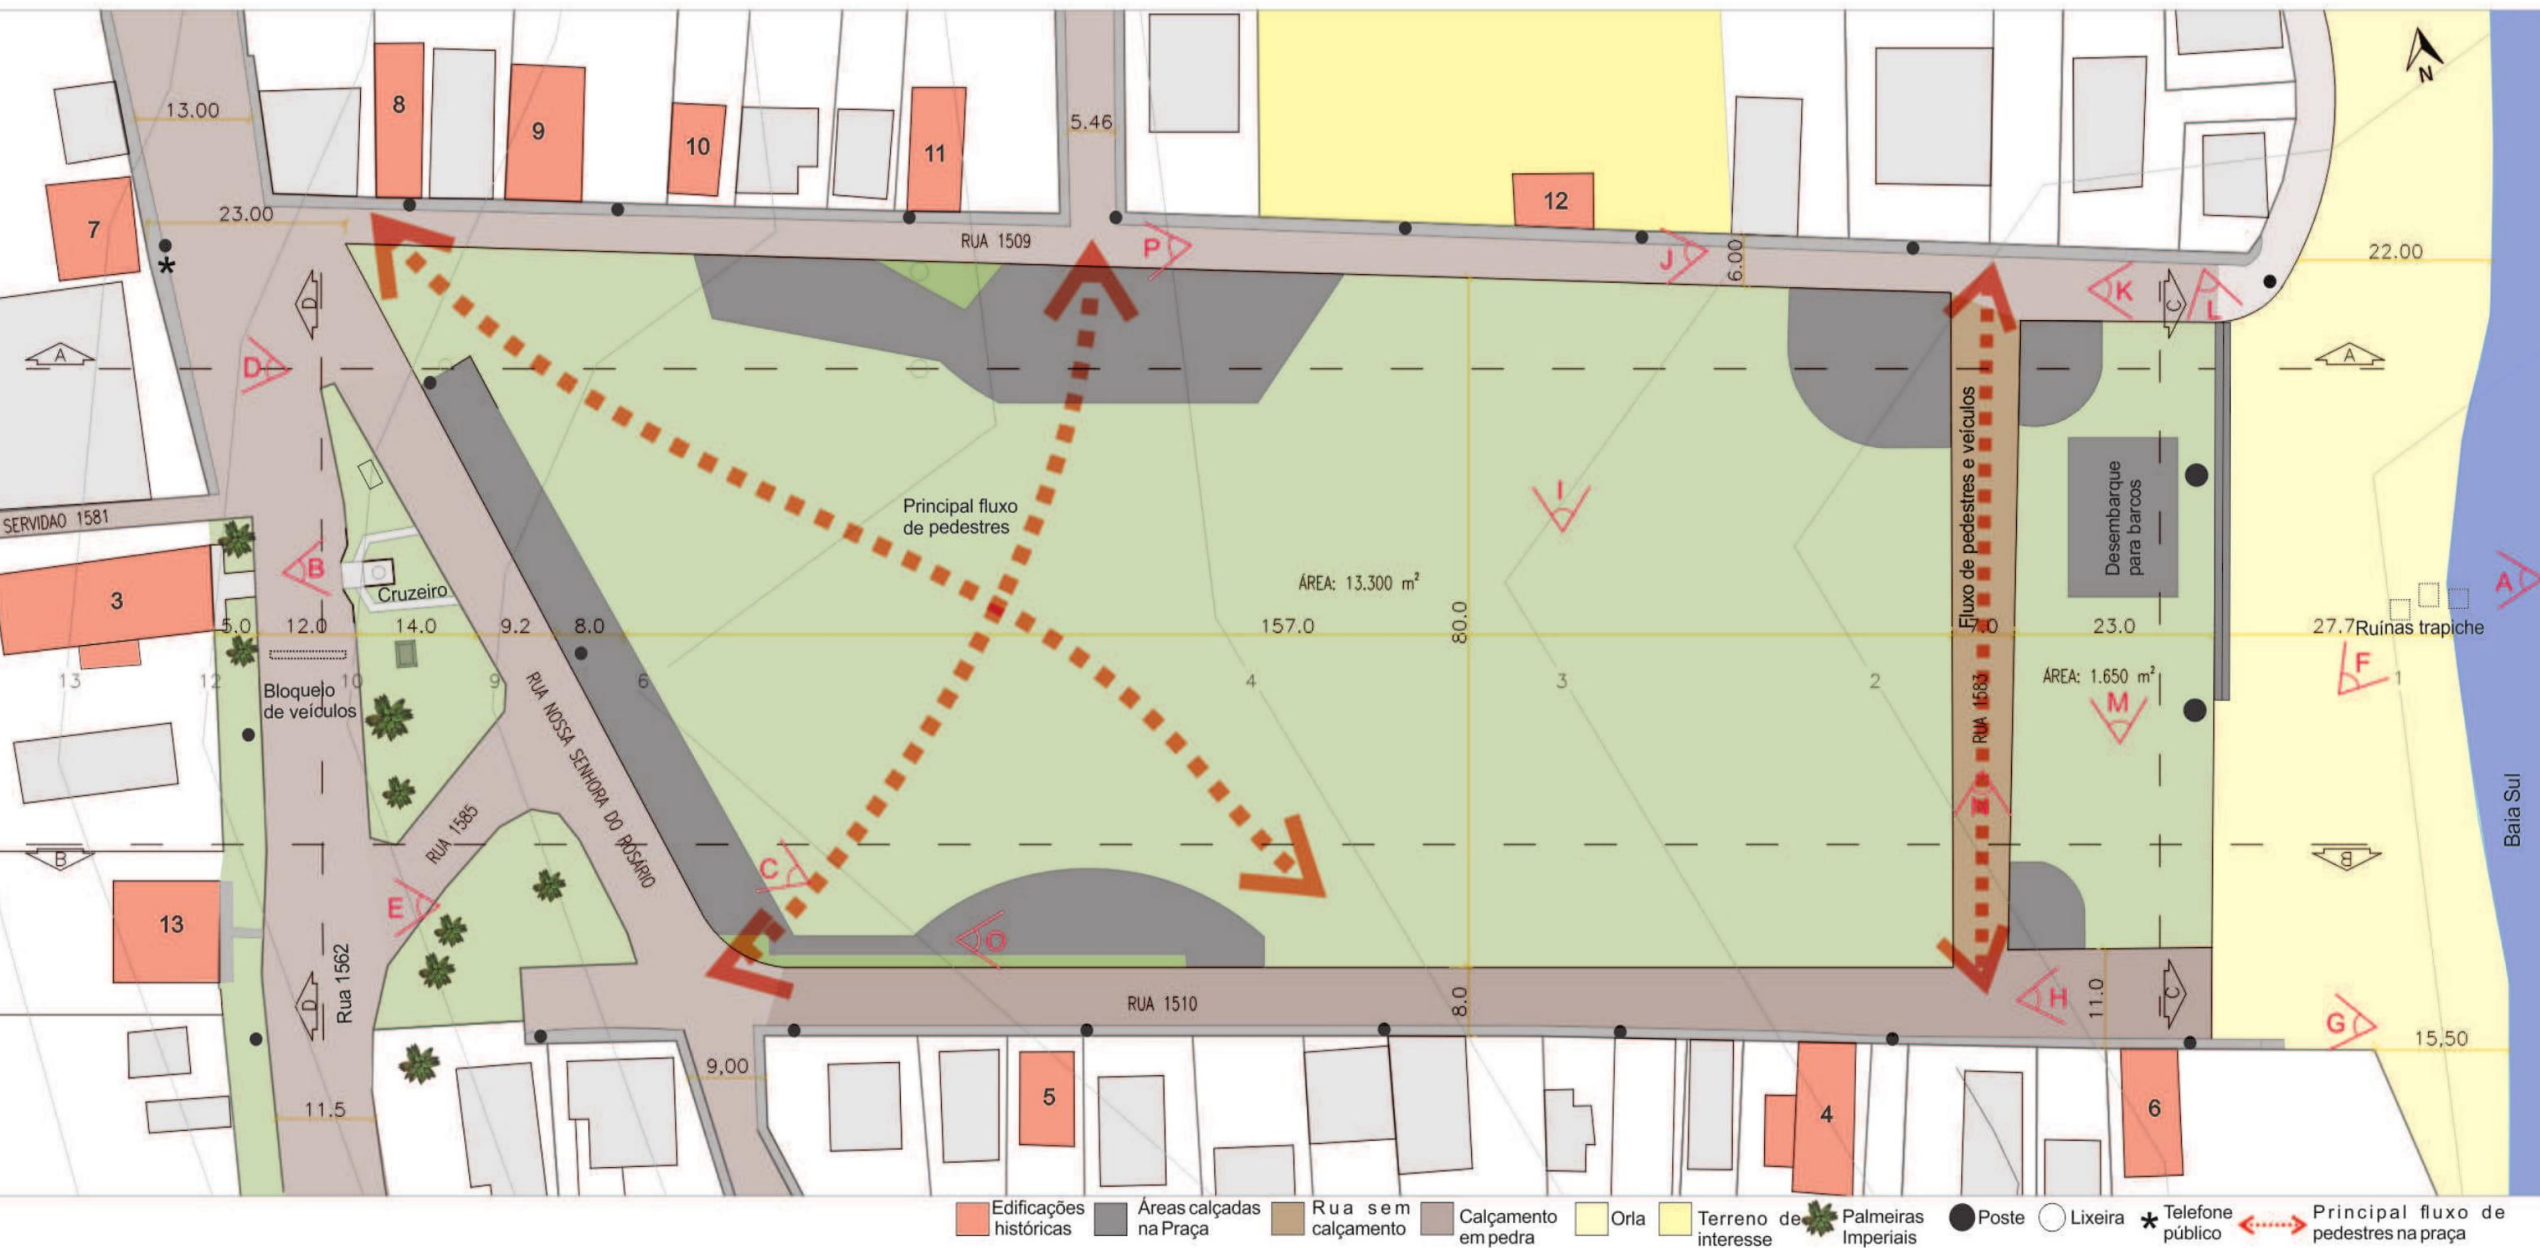 N
13.00
8
9
10
11
5.46
12
7
23.00
RUA 1509
P
J
6.00
22.00
K
C
L
D
*
A
D
A
Fluxo de pedestres e veículos
I
Desembarque
para barcos
Principal fluxo
de pedestres
SERVIDAO 1581
B
Cruzeiro
3
ÁREA: 13.300 m²
A
5.0
12.0
14.0
9.2
8.0
157.0
80.0
7.0
23.0
27.7
Ruínas trapiche
13
12
10
9
6
4
3
2
1
Bloqueio
de veículos
RUA NOSSA SENHORA DO ROSÁRIO
RUA 1583
ÁREA: 1.650 m²
M
F
Baia Sul
N
RUA 1585
B
C
B
E
13
O
Rua 1562
D
RUA 1510
8.0
H
11.0
C
G
15,50
9,00
11.5
5
4
6
Edificações
históricas
Áreas calçadas
na Praça
Rua sem
calçamento
Calçamento
em pedra
Orla
Terreno de
interesse
Palmeiras
Imperiais
Poste
Lixeira
* Telefone
público
Principal fluxo de
pedestres na praça